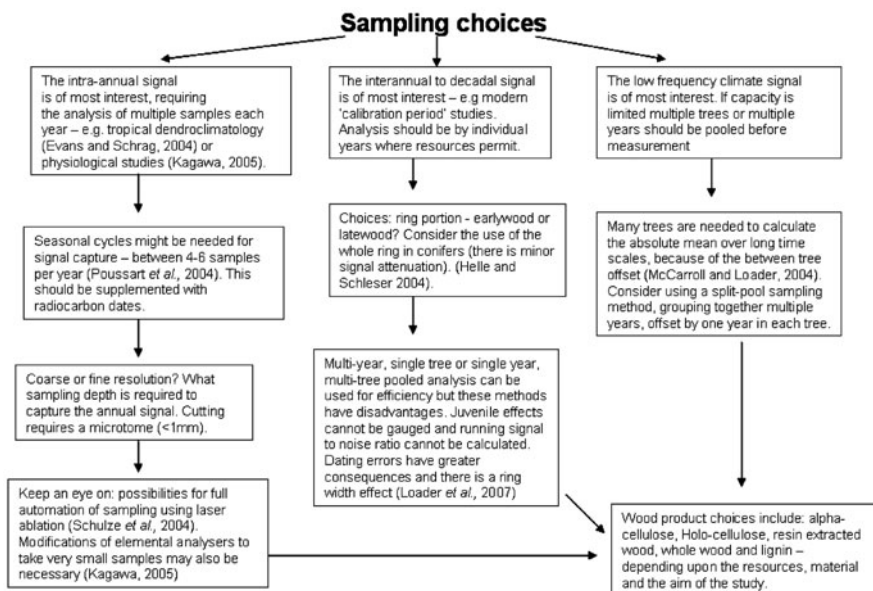 Sampling choices
The intra-annual signal
is of most interest, requiring
the analysis of multiple samples each
year – e.g. tropical dendroclimatology
(Evans and Schrag, 2004) or
physiological studies (Kagawa, 2005).
Seasonal cycles might be needed for
signal capture – between 4-6 samples
per year (Poussart et al., 2004). This
should be supplemented with
radiocarbon dates.
Coarse or fine resolution? What
sampling depth is required to
capture the annual signal. Cutting
requires a microtome (<1mm).
Keep an eye on: possibilities for full
automation of sampling using laser
ablation (Schulze et al., 2004).
Modifications of elemental analysers to
take very small samples may also be
necessary (Kagawa, 2005)
The interannual to decadal signal
is of most interest – e.g modern
'calibration period' studies.
Analysis should be by individual
years where resources permit.
Choices: ring portion - earlywood or
latewood? Consider the use of the
whole ring in conifers (there is minor
signal attenuation). (Helle and
Schleser 2004).
Multi-year, single tree or single year,
multi-tree pooled analysis can be
used for efficiency but these methods
have disadvantages. Juvenile effects
cannot be gauged and running signal
to noise ratio cannot be calculated.
Dating errors have greater
consequences and there is a ring
width effect (Loader et al., 2007)
The low frequency climate signal
is of most interest. If capacity is
limited multiple trees or multiple
years should be pooled before
measurement
Many trees are needed to calculate
the absolute mean over long time
scales, because of the between tree
offset (McCarroll and Loader, 2004).
Consider using a split-pool sampling
method, grouping together multiple
years, offset by one year in each tree.
Wood product choices include: alpha-
cellulose, Holo-cellulose, resin extracted
wood, whole wood and lignin –
depending upon the resources, material
and the aim of the study.